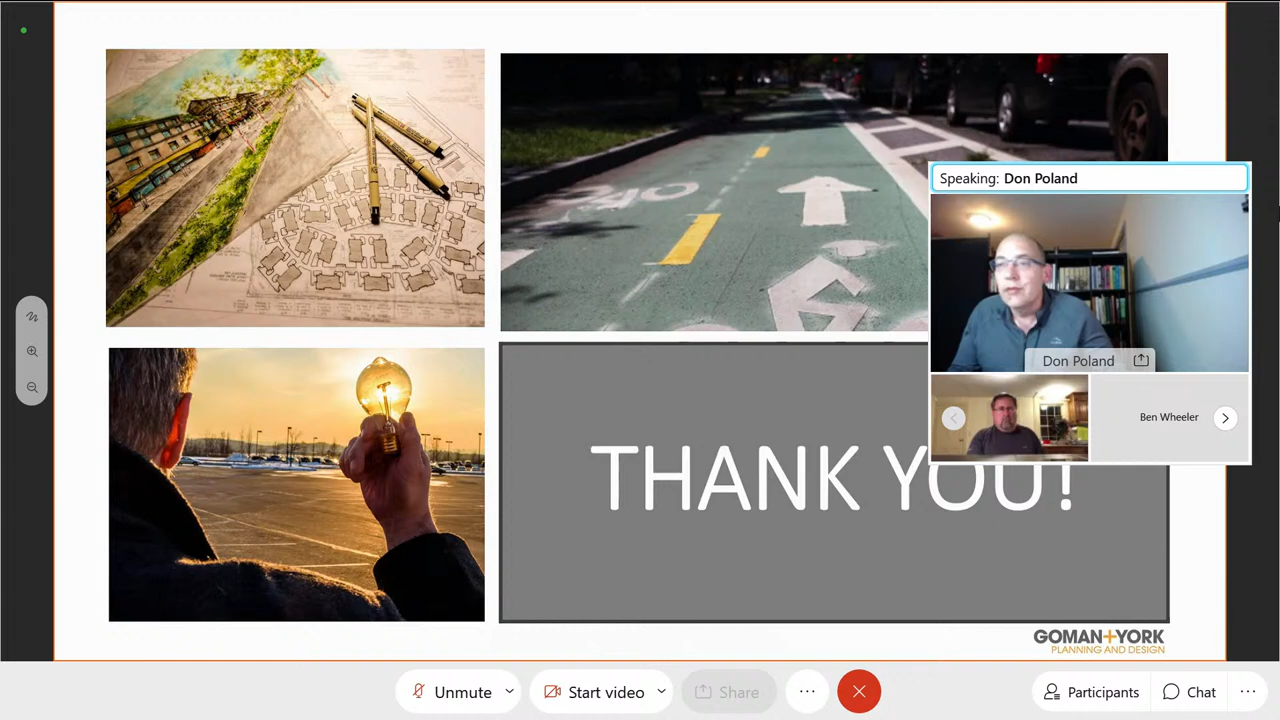 Speaking: Don Poland
Don Poland
Ben Wheeler
THANK YOU!
GOMAN+YORK
PLANNING AND DESIGN
Unmute
Start video
Share
Participants
Chat